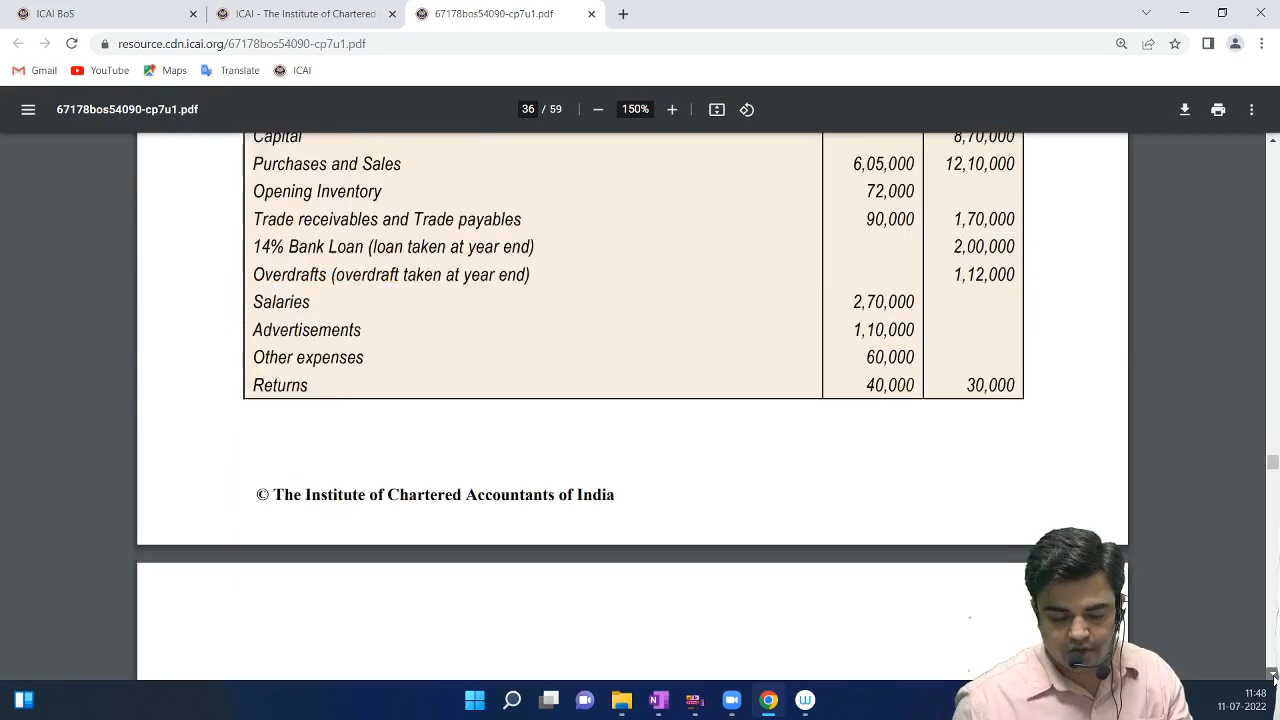 ICAI BoS
ICAI - The Institute of Chartered A
67178bos54090-cp7u1.pdf
resource.cdn.icai.org/67178bos54090-cp7u1.pdf
Gmail YouTube Maps Translate ICAI
67178bos54090-cp7u1.pdf 36 / 59 150%
Capital 8,70,000
Purchases and Sales 6,05,000 12,10,000
Opening Inventory 72,000
Trade receivables and Trade payables 90,000 1,70,000
14% Bank Loan (loan taken at year end) 2,00,000
Overdrafts (overdraft taken at year end) 1,12,000
Salaries 2,70,000
Advertisements 1,10,000
Other expenses 60,000
Returns 40,000 30,000
© The Institute of Chartered Accountants of India
11:48
11-07-2022